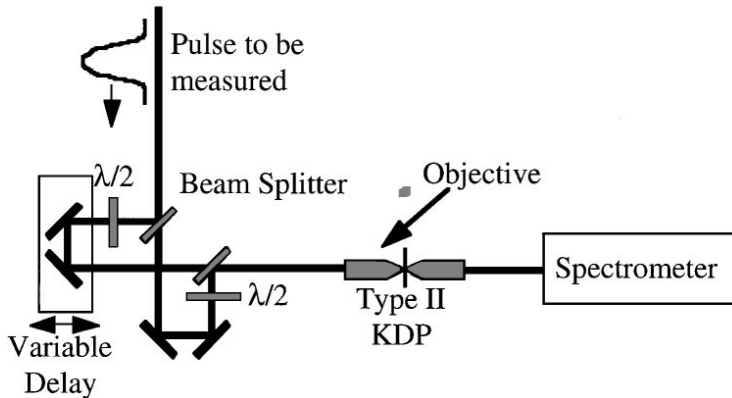 Pulse to be
measured
λ/2
Beam Splitter
Objective
λ/2
Type II
KDP
Spectrometer
Variable
Delay